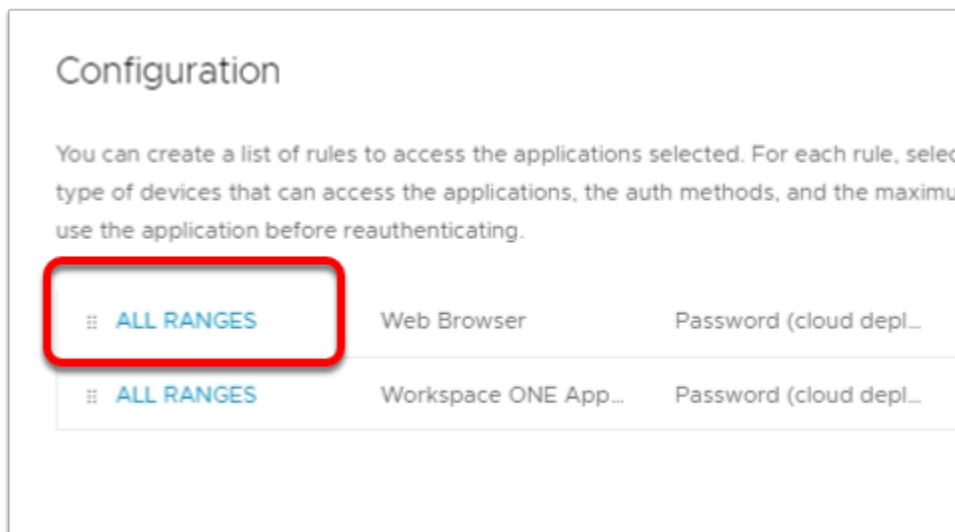 Configuration
You can create a list of rules to access the applications selected. For each rule, selec
type of devices that can access the applications, the auth methods, and the maximu
use the application before reauthenticating.
ALL RANGES Web Browser Password (cloud depl...
ALL RANGES Workspace ONE App... Password (cloud depl...